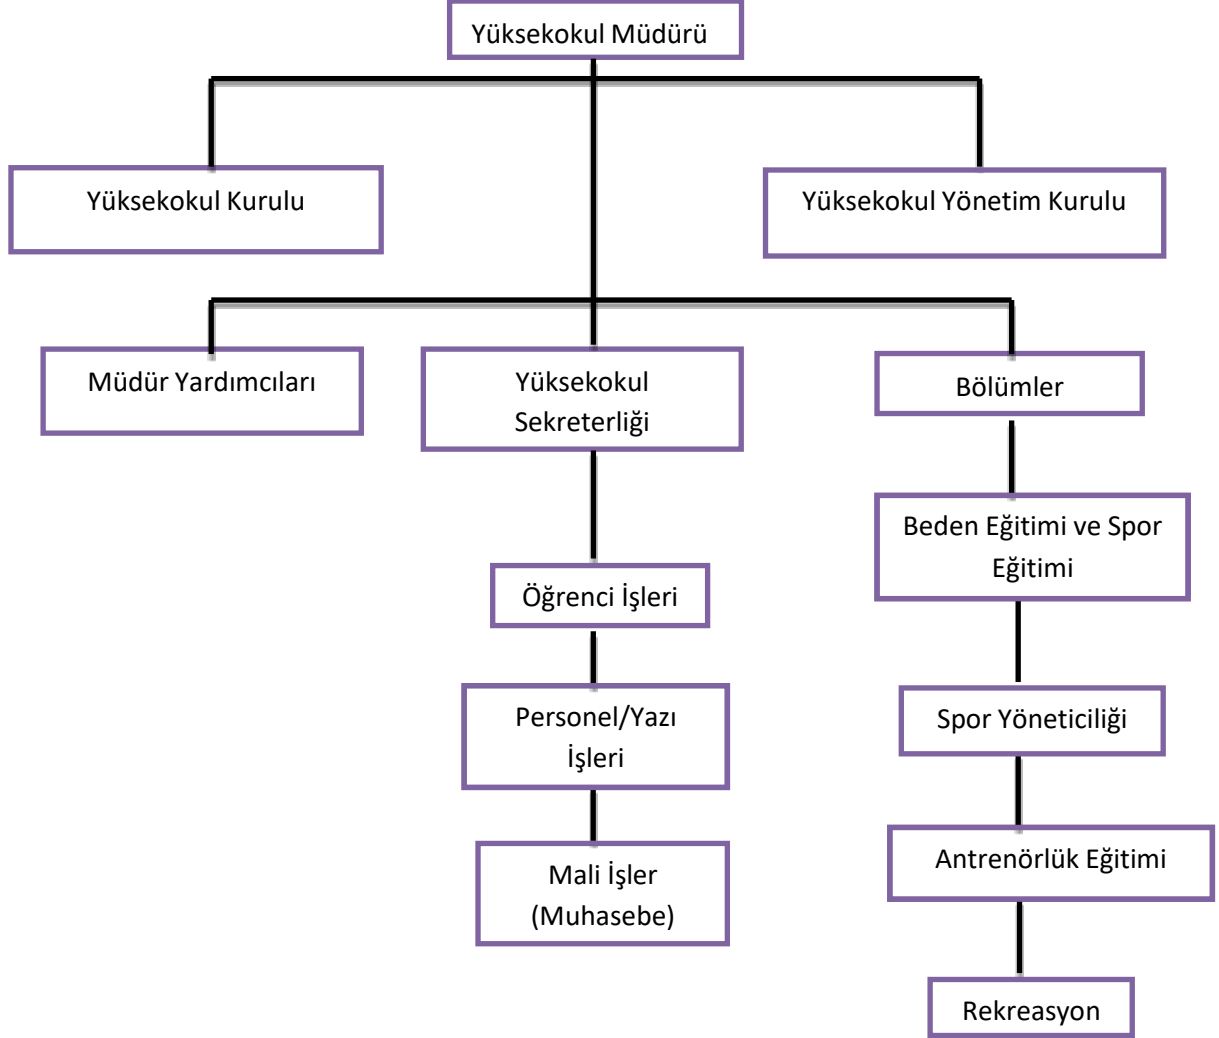 Yüksekokul Müdürü
Yüksekokul Kurulu
Yüksekokul Yönetim Kurulu
Müdür Yardımcıları
Yüksekokul
Sekreterliği
Bölümler
Beden Eğitimi ve Spor
Eğitimi
Öğrenci İşleri
Personel/Yazı
İşleri
Spor Yöneticiliği
Mali İşler
(Muhasebe)
Antrenörlük Eğitimi
Rekreasyon